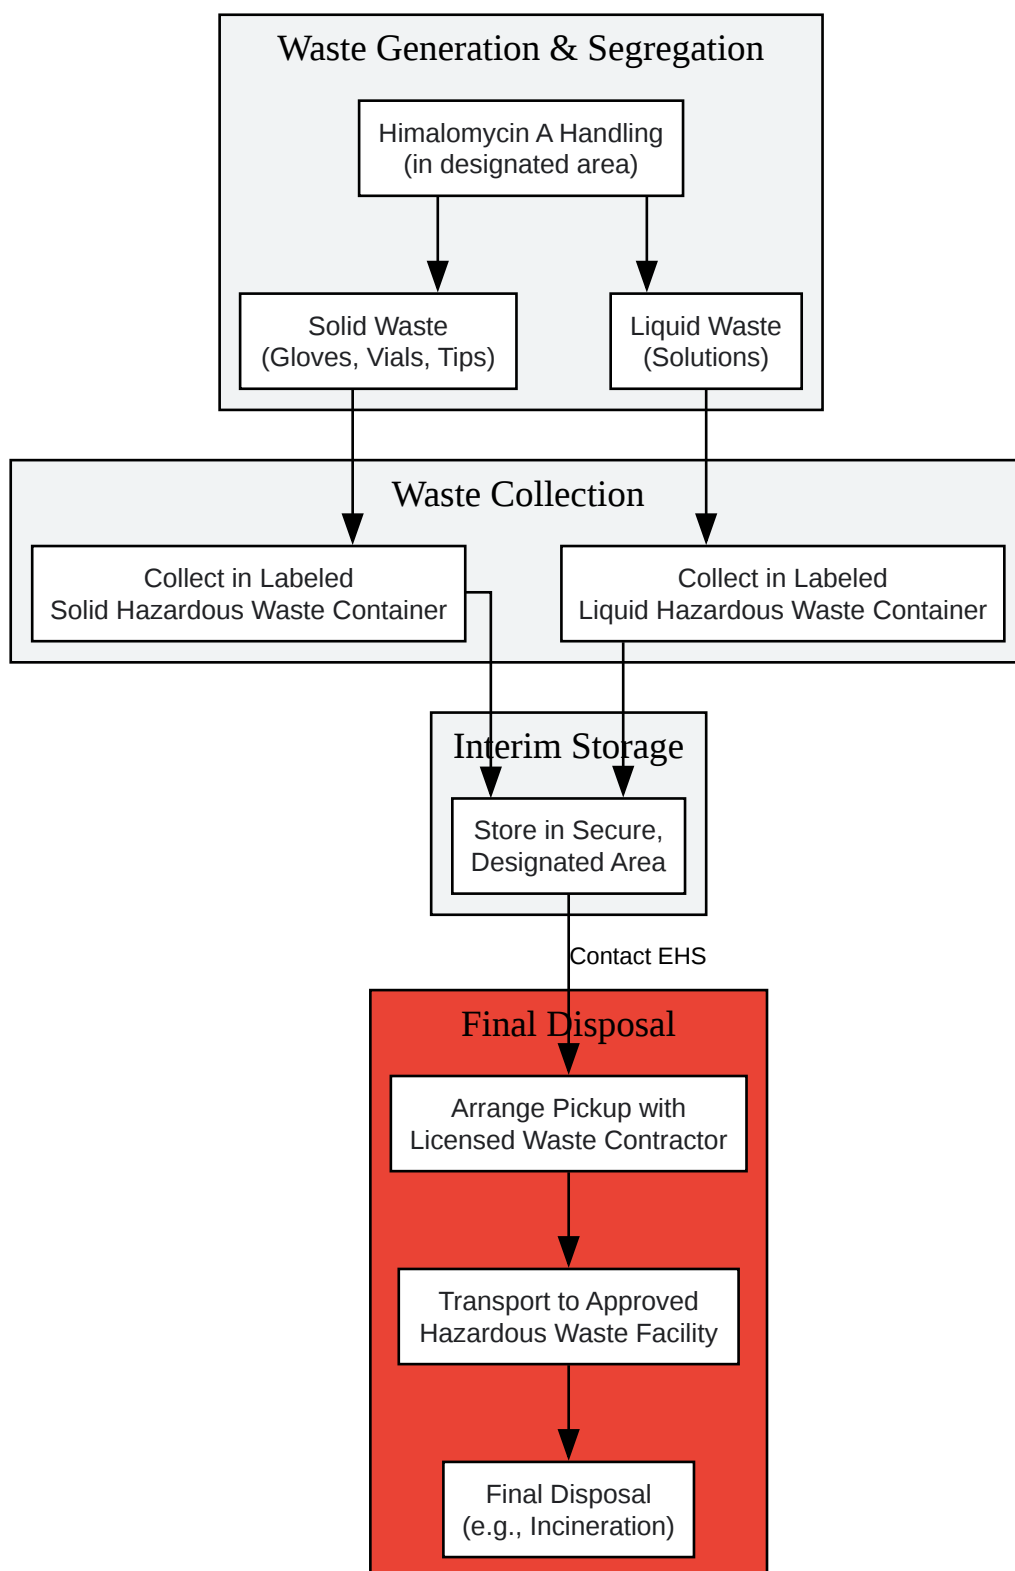 Waste Generation & Segregation
Himalomycin A Handling
(in designated area)
Solid Waste
(Gloves, Vials, Tips)
Liquid Waste
(Solutions)
Waste Collection
Collect in Labeled
Solid Hazardous Waste Container
Collect in Labeled
Liquid Hazardous Waste Container
Interim Storage
Store in Secure,
Designated Area
Contact EHS
Final Disposal
Arrange Pickup with
Licensed Waste Contractor
Transport to Approved
Hazardous Waste Facility
Final Disposal
(e.g., Incineration)